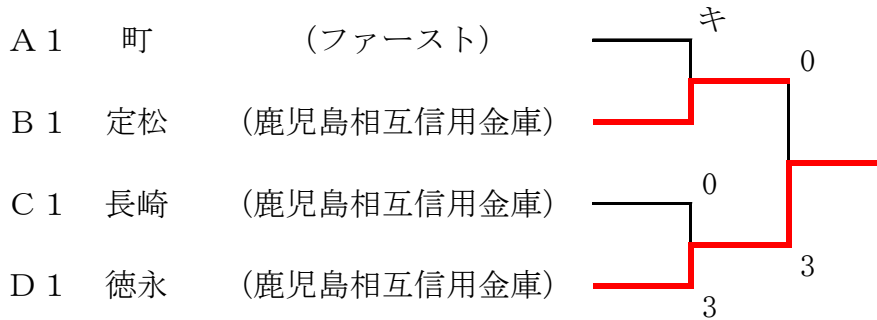 キ
A1 町 (ファースト)
0
B1 定松 (鹿児島相互信用金庫)
0
C1 長崎 (鹿児島相互信用金庫)
3
D1 徳永 (鹿児島相互信用金庫)
3